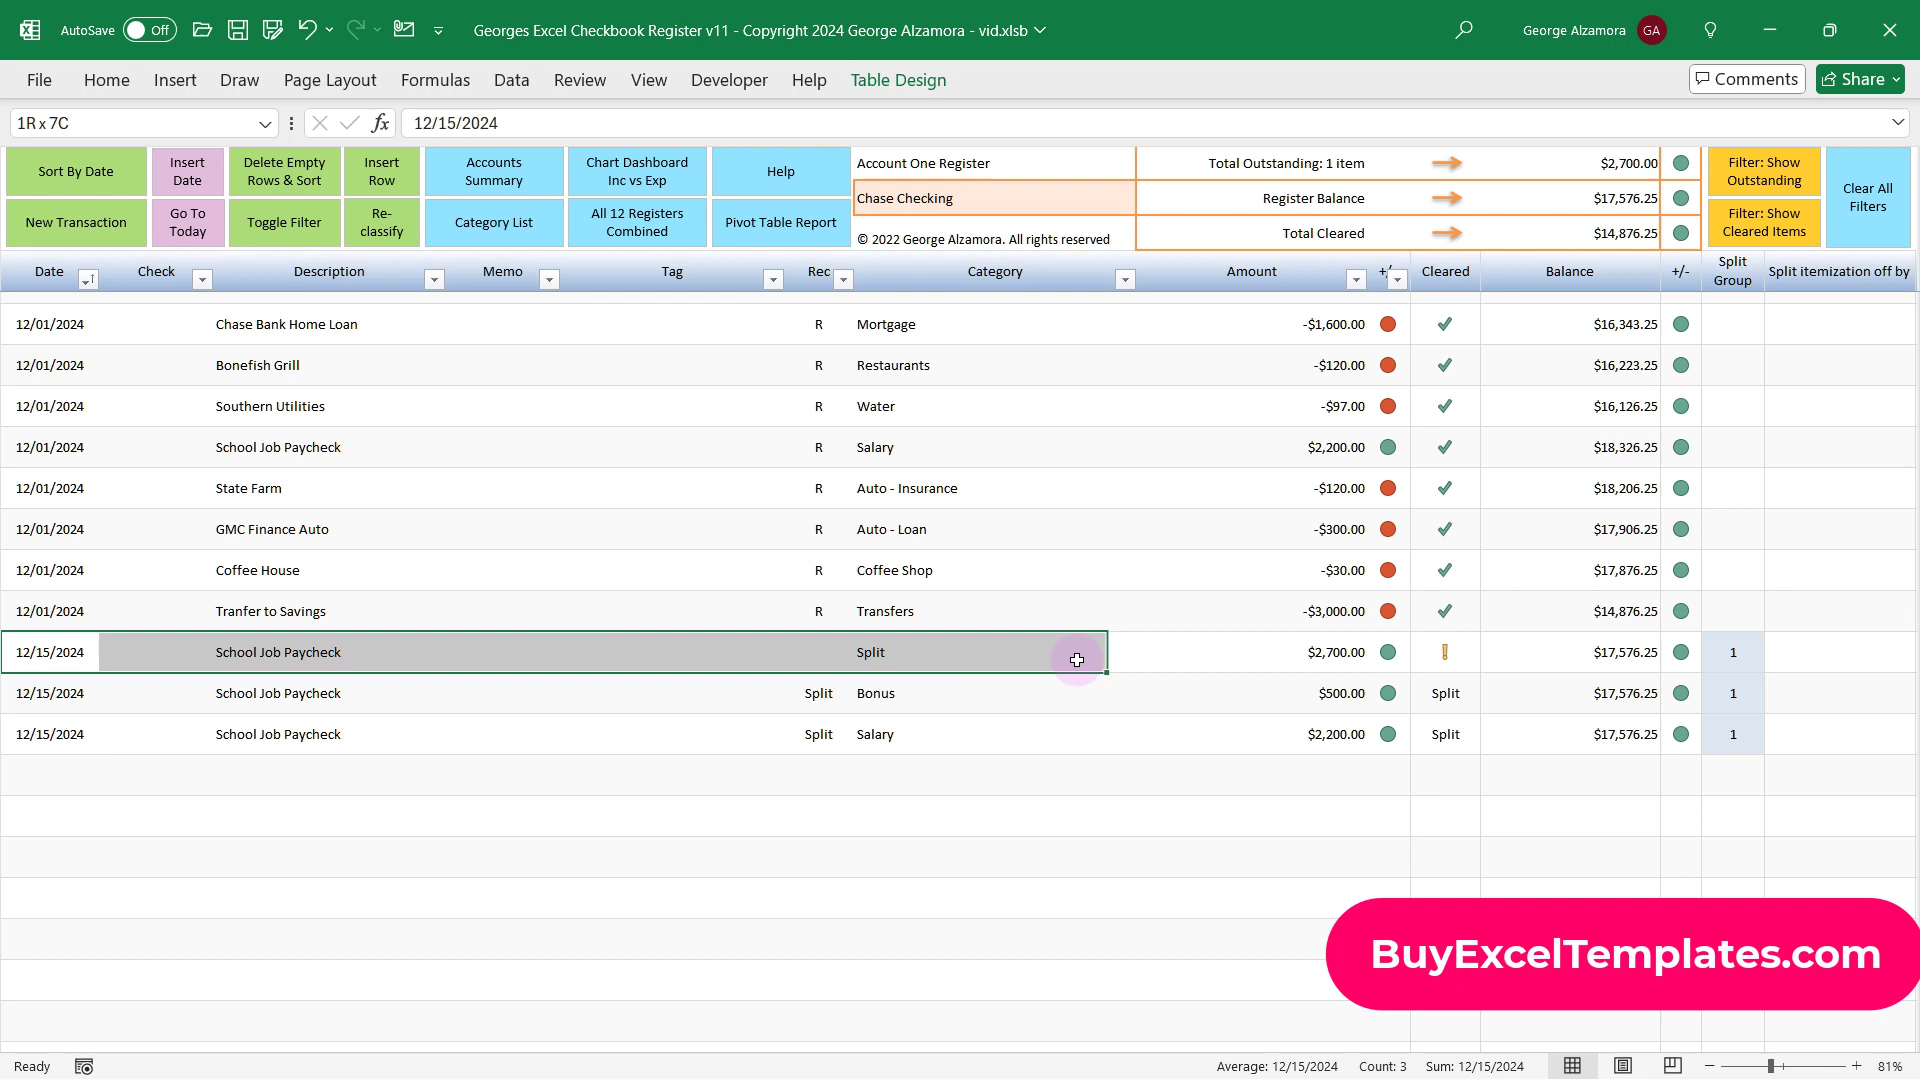 AutoSave Off Georges Excel Checkbook Register v11 - Copyright 2024 George Alzamora - vid.xlsb George Alzamora GA
File Home Insert Draw Page Layout Formulas Data Review View Developer Help Table Design Comments Share
1R x 7C fx 12/15/2024
Sort By Date
Insert
Date
Delete Empty
Rows & Sort
Insert
Row
Accounts
Summary
Chart Dashboard
Inc vs Exp
Help
Account One Register
Total Outstanding: 1 item $2,700.00
Filter: Show
Outstanding
Clear All
Filters
Chase Checking
Register Balance $17,576.25
New Transaction
Go To
Today
Toggle Filter
Re-
classify
Category List
All 12 Registers
Combined
Pivot Table Report
© 2022 George Alzamora. All rights reserved
Total Cleared $14,876.25
Filter: Show
Cleared Items
Date Check Description Memo Tag Rec Category Amount Cleared Balance +/- Split Group Split itemization off by
12/01/2024 Chase Bank Home Loan R Mortgage -$1,600.00 $16,343.25
12/01/2024 Bonefish Grill R Restaurants -$120.00 $16,223.25
12/01/2024 Southern Utilities R Water -$97.00 $16,126.25
12/01/2024 School Job Paycheck R Salary $2,200.00 $18,326.25
12/01/2024 State Farm R Auto - Insurance -$120.00 $18,206.25
12/01/2024 GMC Finance Auto R Auto - Loan -$300.00 $17,906.25
12/01/2024 Coffee House R Coffee Shop -$30.00 $17,876.25
12/01/2024 Tranfer to Savings R Transfers -$3,000.00 $14,876.25
12/15/2024 School Job Paycheck Split $2,700.00 ! $17,576.25 1
12/15/2024 School Job Paycheck Split Bonus $500.00 Split $17,576.25 1
12/15/2024 School Job Paycheck Split Salary $2,200.00 Split $17,576.25 1
BuyExcelTemplates.com
Ready Average: 12/15/2024 Count: 3 Sum: 12/15/2024 81%